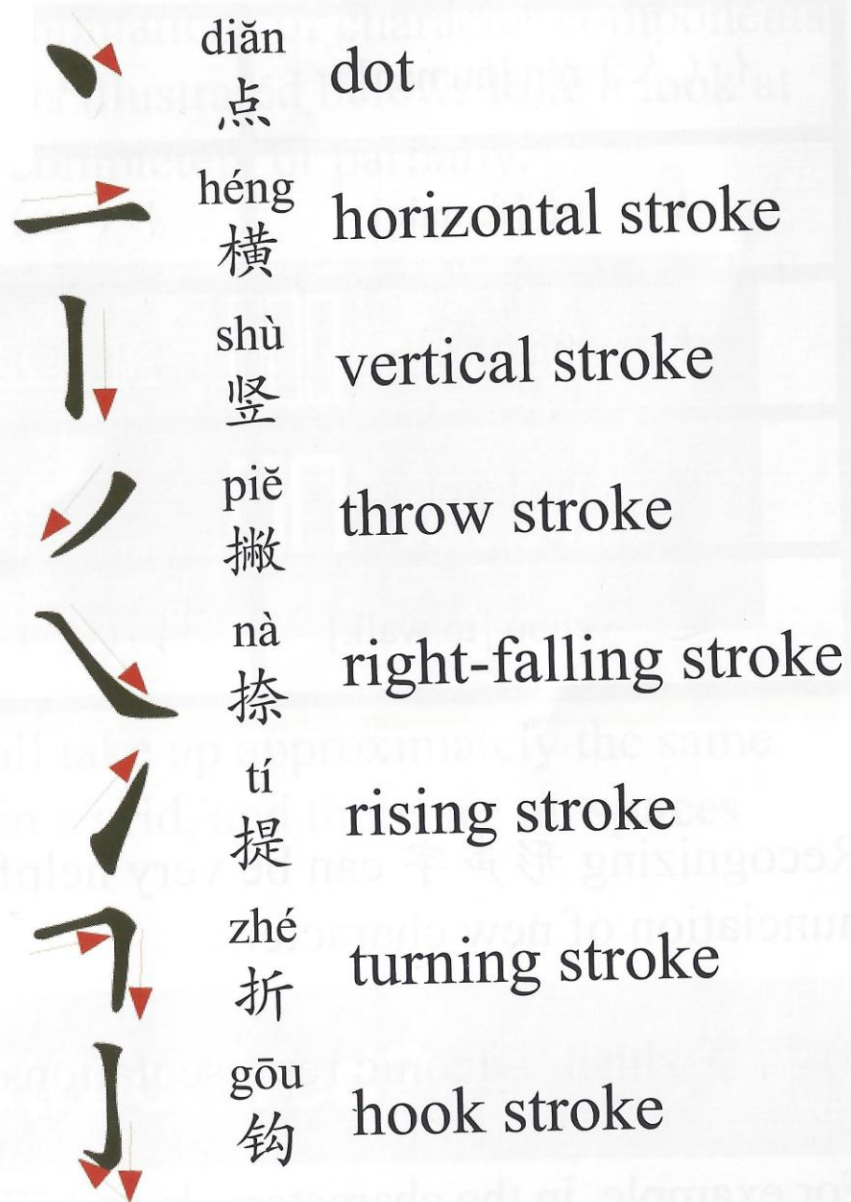 diǎn
点 dot
héng
横 horizontal stroke
shù
竖 vertical stroke
piě
撇 throw stroke
nà
捺 right-falling stroke
tí
提 rising stroke
zhé
折 turning stroke
gōu
钩 hook stroke